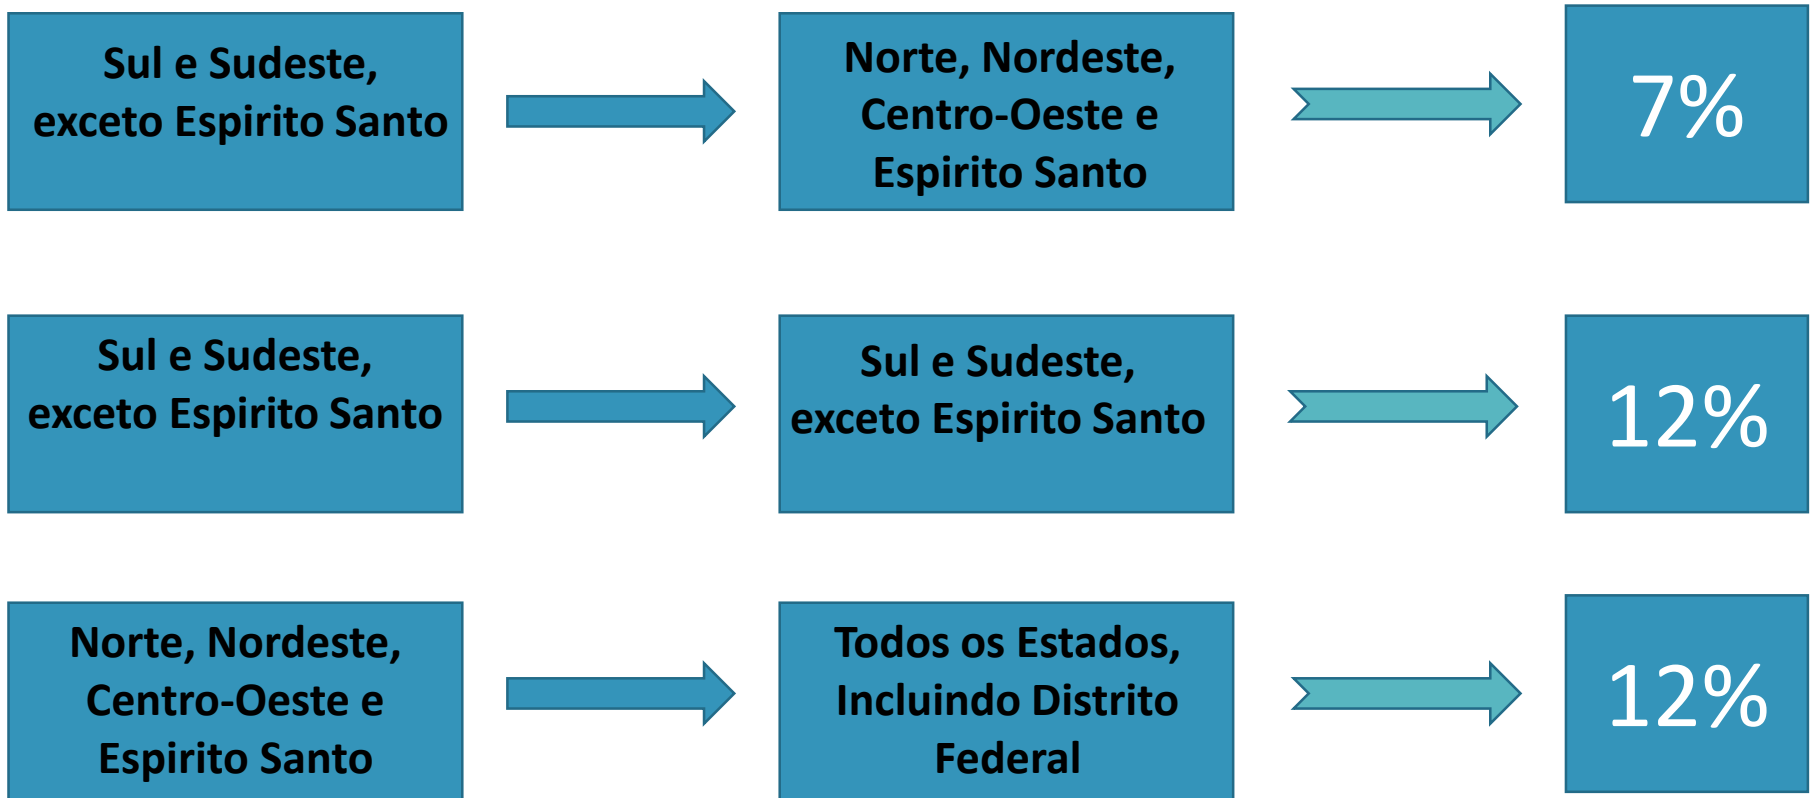 Sul e Sudeste,
exceto Espirito Santo
Norte, Nordeste,
Centro-Oeste e
Espirito Santo
7%
Sul e Sudeste,
exceto Espirito Santo
Sul e Sudeste,
exceto Espirito Santo
12%
Norte, Nordeste,
Centro-Oeste e
Espirito Santo
Todos os Estados,
Incluindo Distrito
Federal
12%